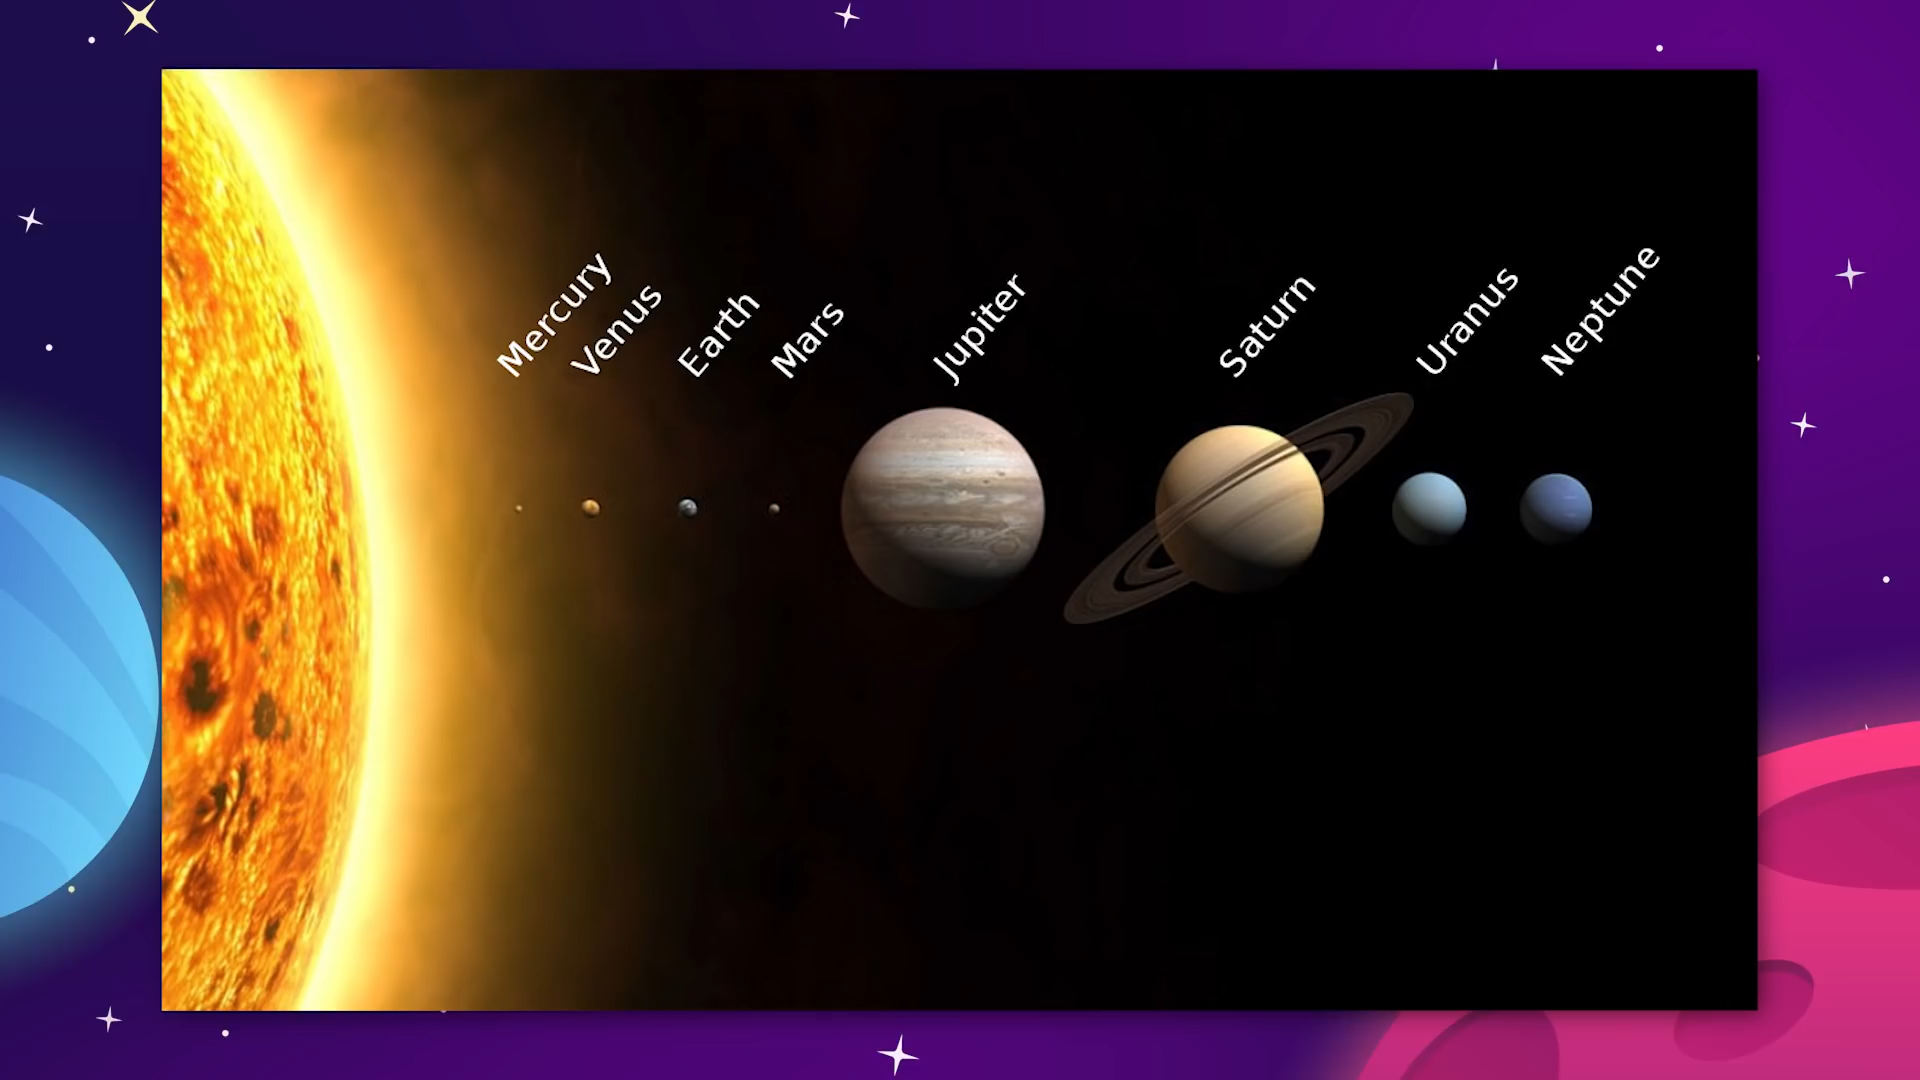 Mercury
Venus
Earth
Mars
Jupiter
Saturn
Uranus
Neptune